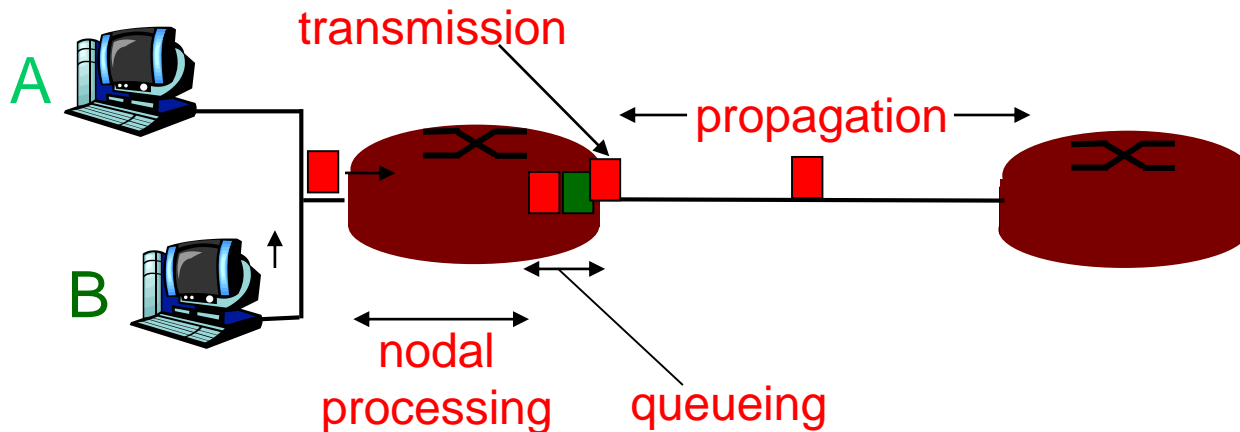 transmission
A
propagation
B
nodal
processing
queueing